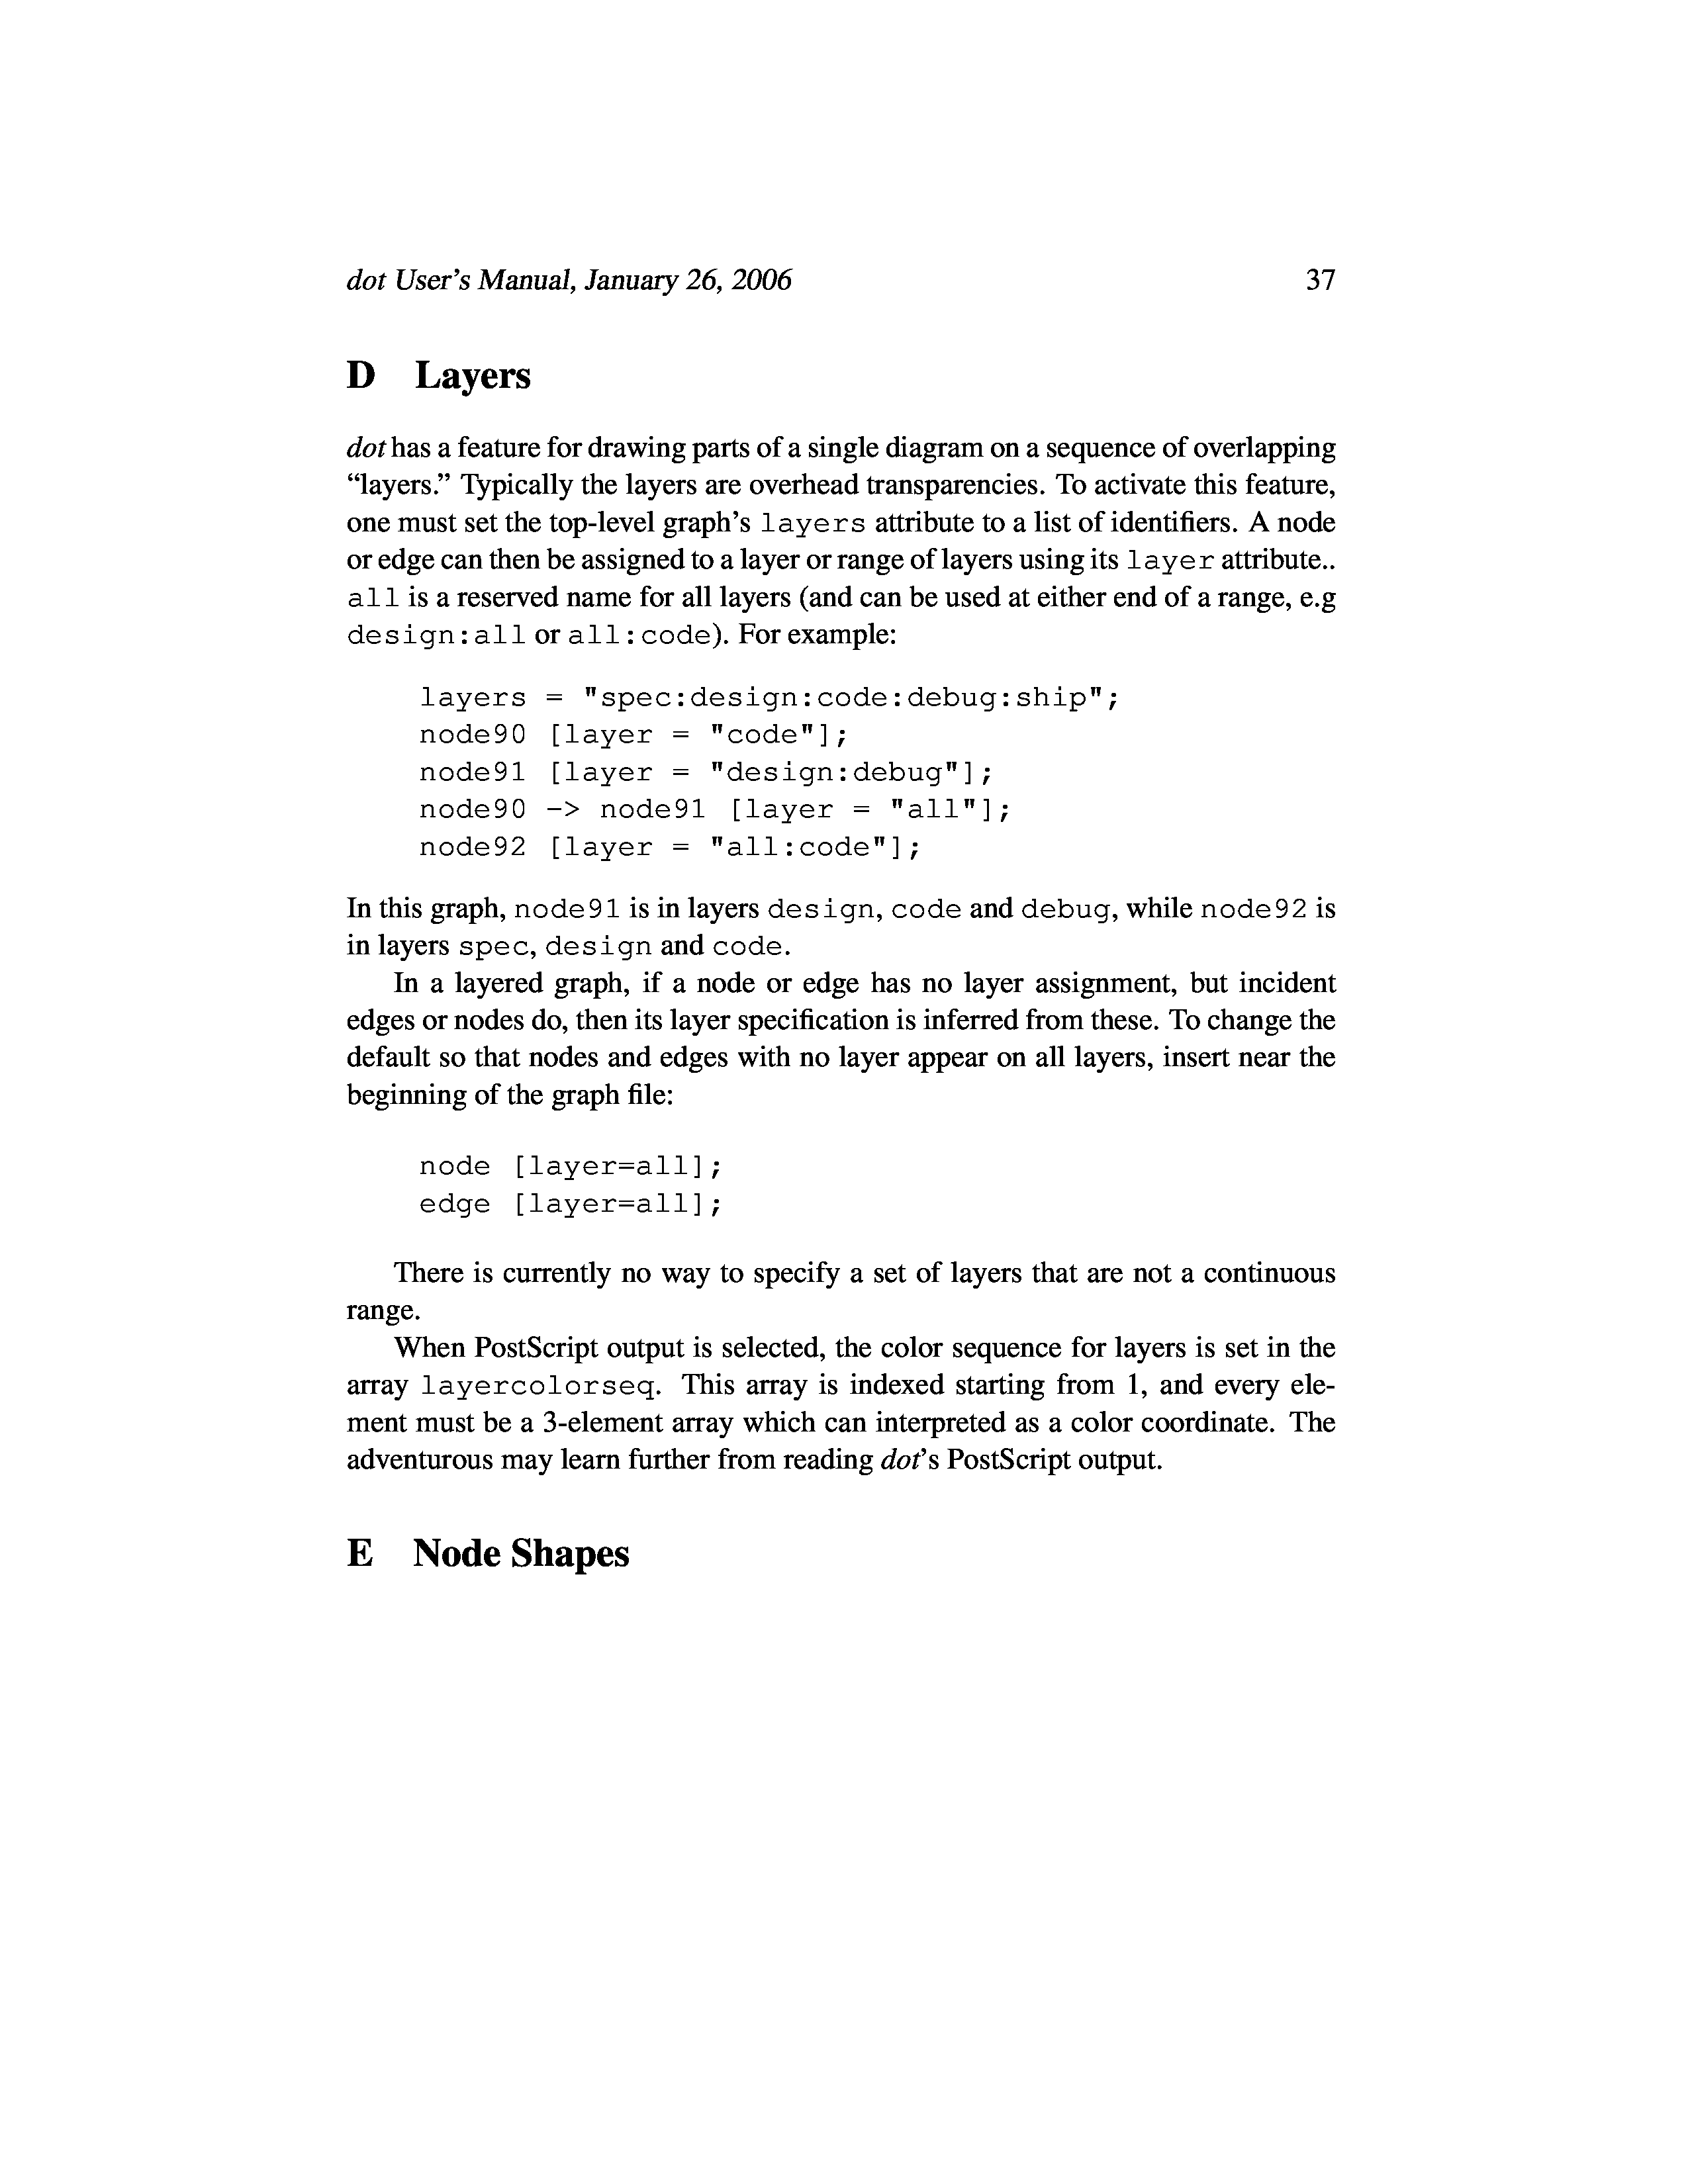 dot User's Manual, January 26, 2006 37
D Layers
dot has a feature for drawing parts of a single diagram on a sequence of overlapping
“layers.” Typically the layers are overhead transparencies. To activate this feature,
one must set the top-level graph's layers attribute to a list of identifiers. A node
or edge can then be assigned to a layer or range of layers using its layer attribute..
all is a reserved name for all layers (and can be used at either end of a range, e.g
design:all or all:code). For example:
layers = "spec:design:code:debug:ship";
node90 [layer = "code"];
node91 [layer = "design:debug"];
node90 -> node91 [layer = "all"];
node92 [layer = "all:code"];
In this graph, node91 is in layers design, code and debug, while node92 is
in layers spec, design and code.
In a layered graph, if a node or edge has no layer assignment, but incident
edges or nodes do, then its layer specification is inferred from these. To change the
default so that nodes and edges with no layer appear on all layers, insert near the
beginning of the graph file:
node [layer=all];
edge [layer=all];
There is currently no way to specify a set of layers that are not a continuous
range.
When PostScript output is selected, the color sequence for layers is set in the
array layercolorseq. This array is indexed starting from 1, and every ele-
ment must be a 3-element array which can interpreted as a color coordinate. The
adventurous may learn further from reading dot's PostScript output.
E Node Shapes